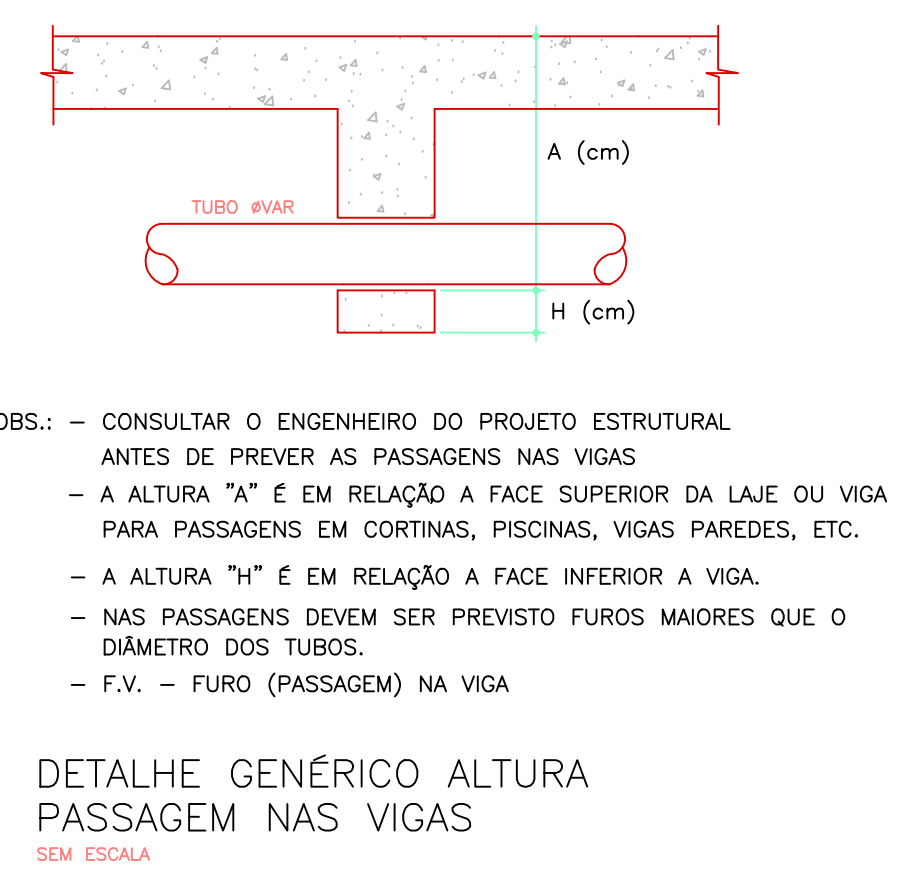 A (cm)
TUBO øVAR
H (cm)
OBS.: – CONSULTAR O ENGENHEIRO DO PROJETO ESTRUTURAL
ANTES DE PREVER AS PASSAGENS NAS VIGAS
– A ALTURA "A" É EM RELAÇÃO A FACE SUPERIOR DA LAJE OU VIGA
PARA PASSAGENS EM CORTINAS, PISCINAS, VIGAS PAREDES, ETC.
– A ALTURA "H" É EM RELAÇÃO A FACE INFERIOR A VIGA.
– NAS PASSAGENS DEVEM SER PREVISTO FUROS MAIORES QUE O
DIÂMETRO DOS TUBOS.
– F.V. – FURO (PASSAGEM) NA VIGA
DETALHE GENÉRICO ALTURA
PASSAGEM NAS VIGAS
SEM ESCALA